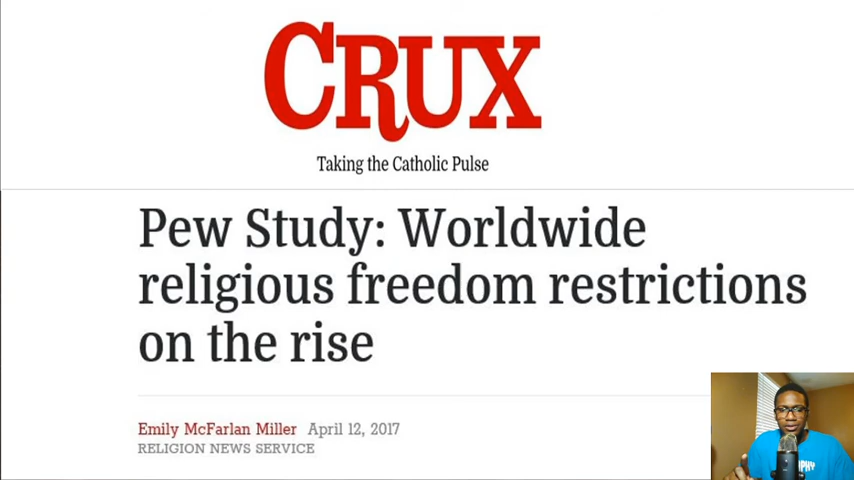 CRUX
Taking the Catholic Pulse
Pew Study: Worldwide
religious freedom restrictions
on the rise
Emily McFarlan Miller April 12, 2017
RELIGION NEWS SERVICE